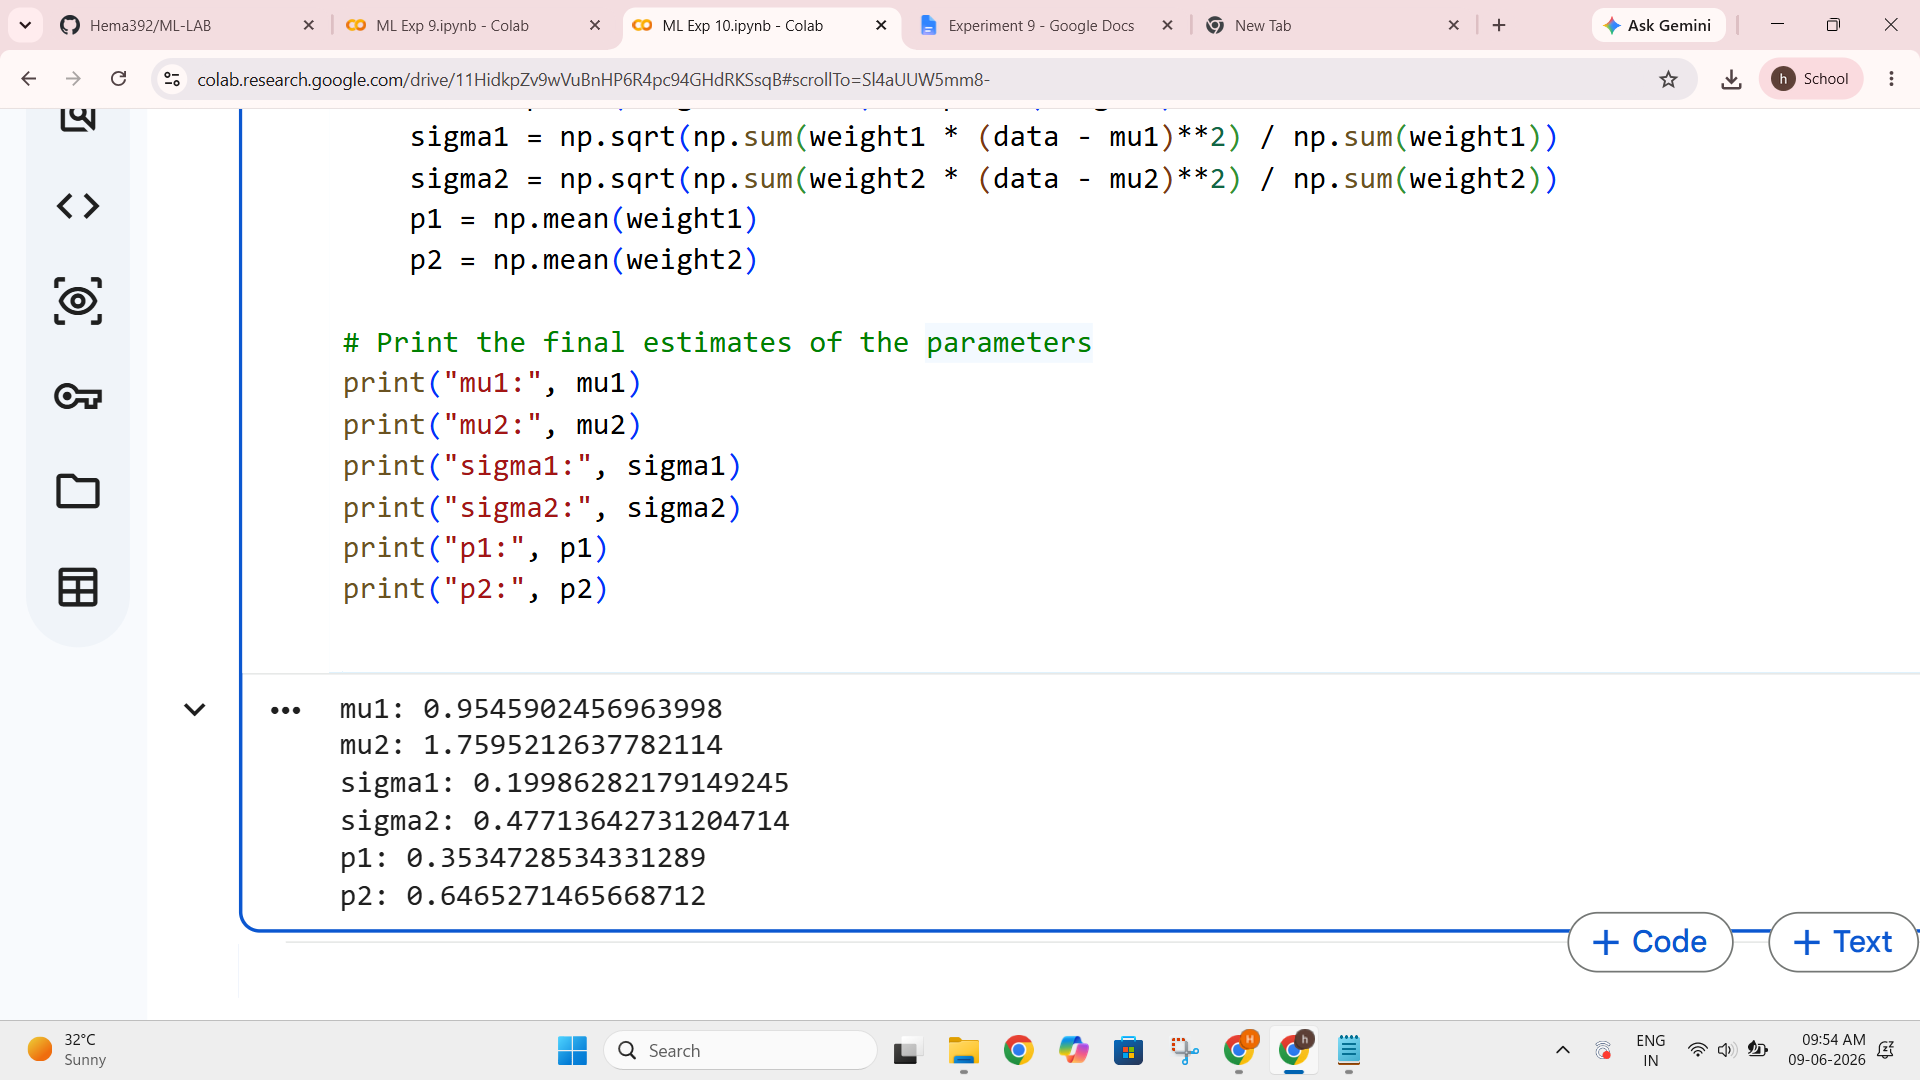 Hema392/ML-LAB
ML Exp 9.ipynb - Colab
ML Exp 10.ipynb - Colab
Experiment 9 - Google Docs
New Tab
Ask Gemini
colab.research.google.com/drive/11HidkpZv9wVuBnHP6R4pc94GHdRKSsqB#scrollTo=Sl4aUUW5mm8-
h School
sigma1 = np.sqrt(np.sum(weight1 * (data - mu1)**2) / np.sum(weight1))
sigma2 = np.sqrt(np.sum(weight2 * (data - mu2)**2) / np.sum(weight2))
p1 = np.mean(weight1)
p2 = np.mean(weight2)
# Print the final estimates of the parameters
print("mu1:", mu1)
print("mu2:", mu2)
print("sigma1:", sigma1)
print("sigma2:", sigma2)
print("p1:", p1)
print("p2:", p2)
mu1: 0.9545902456963998
mu2: 1.7595212637782114
sigma1: 0.19986282179149245
sigma2: 0.47713642731204714
p1: 0.3534728534331289
p2: 0.6465271465668712
+ Code
+ Text
32°C
Sunny
Search
H
h
ENG
IN
09:54 AM
09-06-2026